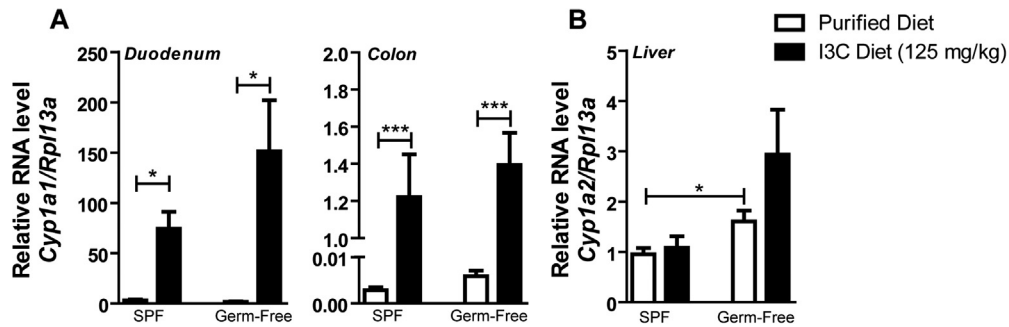 A
B
Purified Diet
I3C Diet (125 mg/kg)
Relative RNA level
Cyp1a1/Rpl13a
Duodenum
250
200
150
100
50
0
*
*
SPF
Germ-Free
Colon
2.0
1.8
1.6
1.4
1.2
1.0
0.01
0.00
***
***
SPF
Germ-Free
Relative RNA level
Cyp1a2/Rpl13a
Liver
5
4
3
2
1
0
*
SPF
Germ-Free